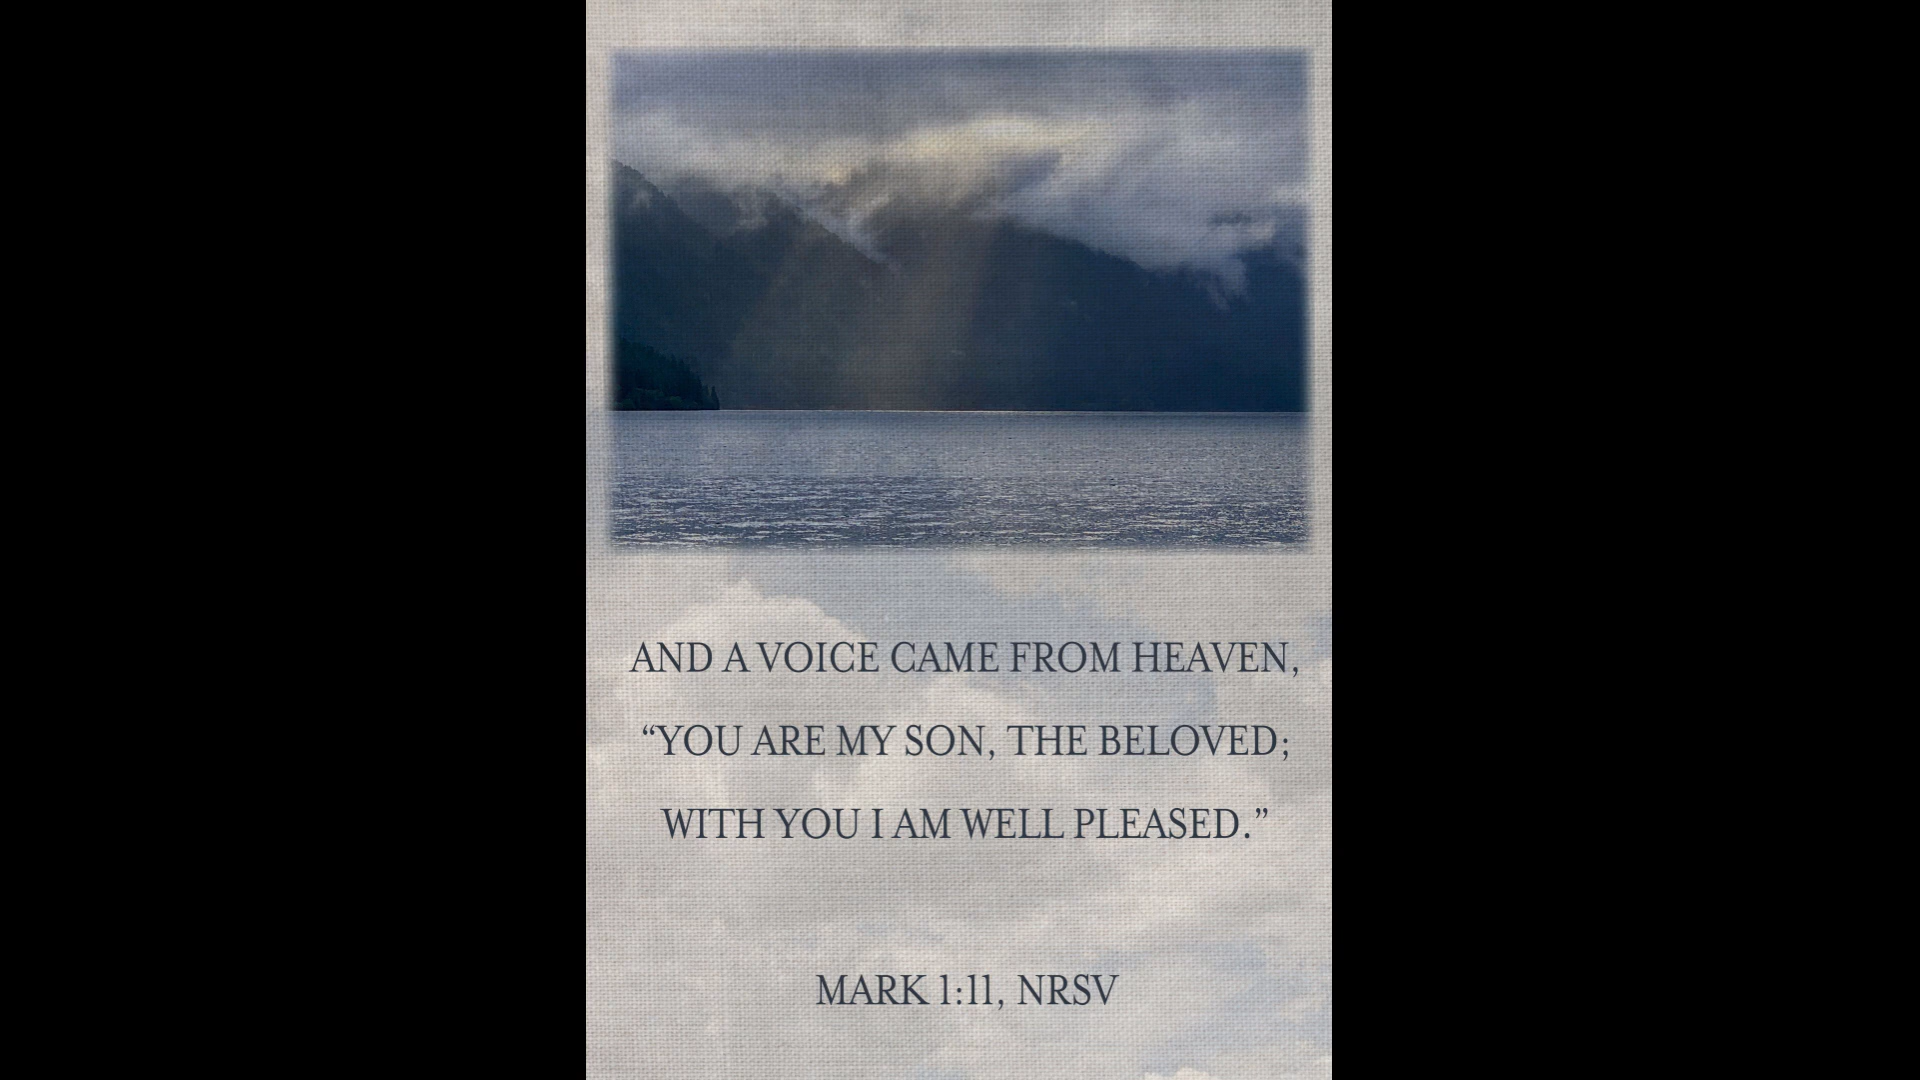 AND A VOICE CAME FROM HEAVEN,
“YOU ARE MY SON, THE BELOVED;
WITH YOU I AM WELL PLEASED.”
MARK 1:11, NRSV